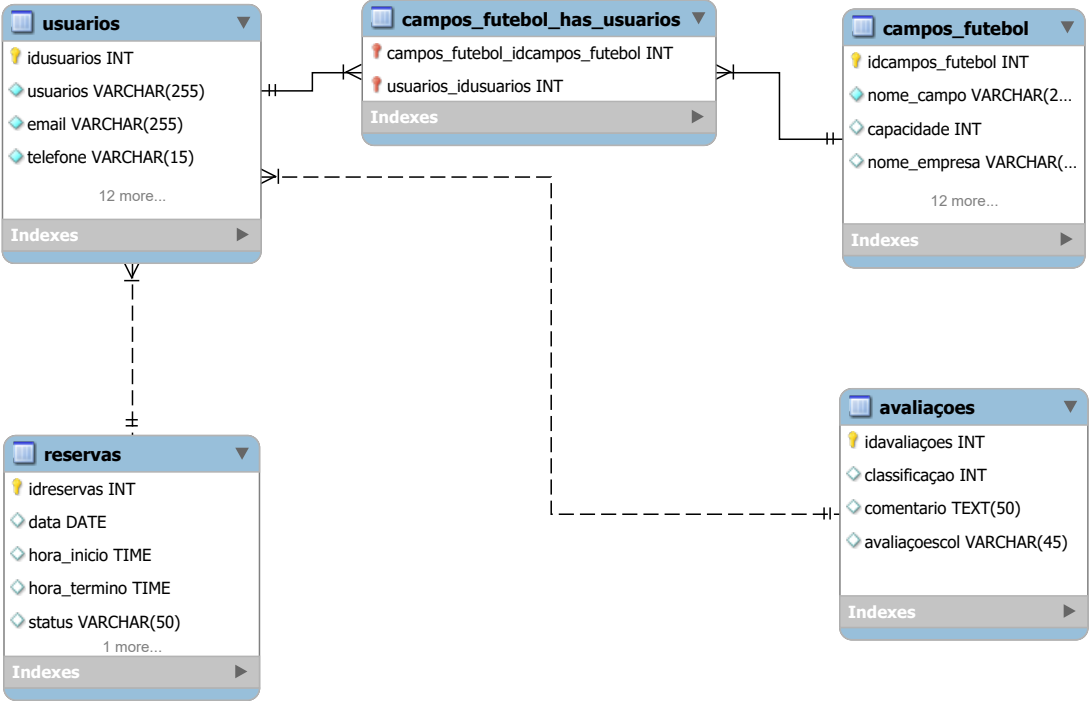 usuarios
idusuarios INT
usuarios VARCHAR(255)
email VARCHAR(255)
telefone VARCHAR(15)
12 more...
Indexes
campos_futebol_has_usuarios
campos_futebol_idcampos_futebol INT
usuarios_idusuarios INT
Indexes
campos_futebol
idcampos_futebol INT
nome_campo VARCHAR(2...
capacidade INT
nome_empresa VARCHAR(...
12 more...
Indexes
reservas
idreservas INT
data DATE
hora_inicio TIME
hora_termino TIME
status VARCHAR(50)
1 more...
Indexes
avaliaçoes
idavaliaçoes INT
classificaçao INT
comentario TEXT(50)
avaliaçoescol VARCHAR(45)
Indexes